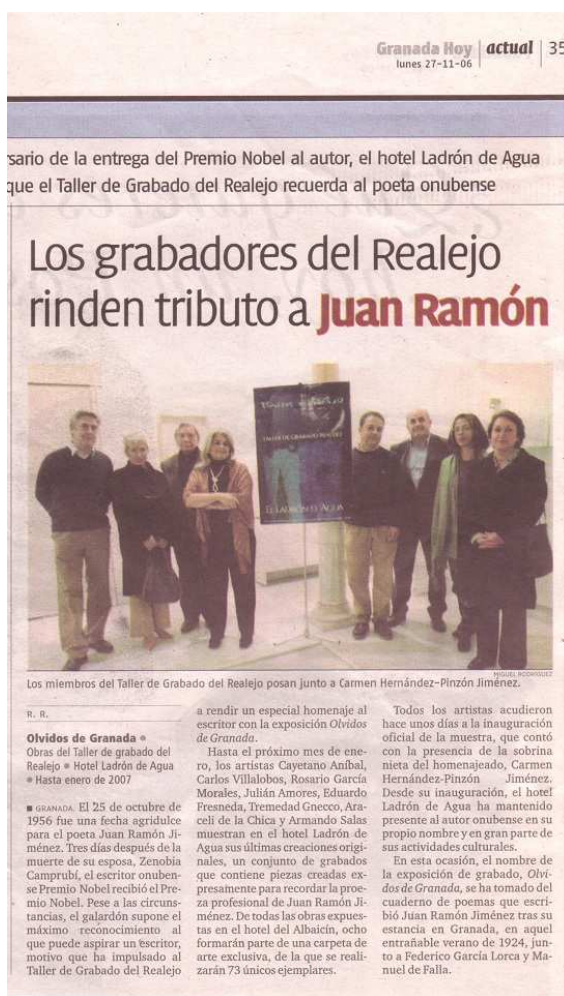 Granada Hoy | actual | 35
lunes 27-11-06
rsario de la entrega del Premio Nobel al autor, el hotel Ladrón de Agua
que el Taller de Grabado del Realejo recuerda al poeta onubense
Los grabadores del Realejo
rinden tributo a Juan Ramón
TALLER DE GRABADO REALEJO
EL LADRÓN DE AGUA
MIGUEL RODRÍGUEZ
Los miembros del Taller de Grabado del Realejo posan junto a Carmen Hernández-Pinzón Jiménez.
R. R.
Olvidos de Granada ●
Obras del Taller de grabado del
Realejo ● Hotel Ladrón de Agua
● Hasta enero de 2007
■ GRANADA. El 25 de octubre de
1956 fue una fecha agridulce
para el poeta Juan Ramón Ji-
ménez. Tres días después de la
muerte de su esposa, Zenobia
Camprubí, el escritor onuben-
se Premio Nobel recibió el Pre-
mio Nobel. Pese a las circuns-
tancias, el galardón supone el
máximo reconocimiento al
que puede aspirar un escritor,
motivo que ha impulsado al
Taller de Grabado del Realejo
a rendir un especial homenaje al
escritor con la exposición Olvidos
de Granada.
Hasta el próximo mes de ene-
ro, los artistas Cayetano Aníbal,
Carlos Villalobos, Rosario García
Morales, Julián Amores, Eduardo
Fresneda, Tremedad Gnecco, Ara-
celi de la Chica y Armando Salas
muestran en el hotel Ladrón de
Agua sus últimas creaciones origi-
nales, un conjunto de grabados
que contiene piezas creadas ex-
presamente para recordar la proe-
za profesional de Juan Ramón Ji-
ménez. De todas las obras expues-
tas en el hotel del Albaicín, ocho
formarán parte de una carpeta de
arte exclusiva, de la que se reali-
zarán 73 únicos ejemplares.
Todos los artistas acudieron
hace unos días a la inauguración
oficial de la muestra, que contó
con la presencia de la sobrina
nieta del homenajeado, Carmen
Hernández-Pinzón Jiménez.
Desde su inauguración, el hotel
Ladrón de Agua ha mantenido
presente al autor onubense en su
propio nombre y en gran parte de
sus actividades culturales.
En esta ocasión, el nombre de
la exposición de grabado, Olvi-
dos de Granada, se ha tomado del
cuaderno de poemas que escri-
bió Juan Ramón Jiménez tras su
estancia en Granada, en aquel
entrañable verano de 1924, jun-
to a Federico García Lorca y Ma-
nuel de Falla.